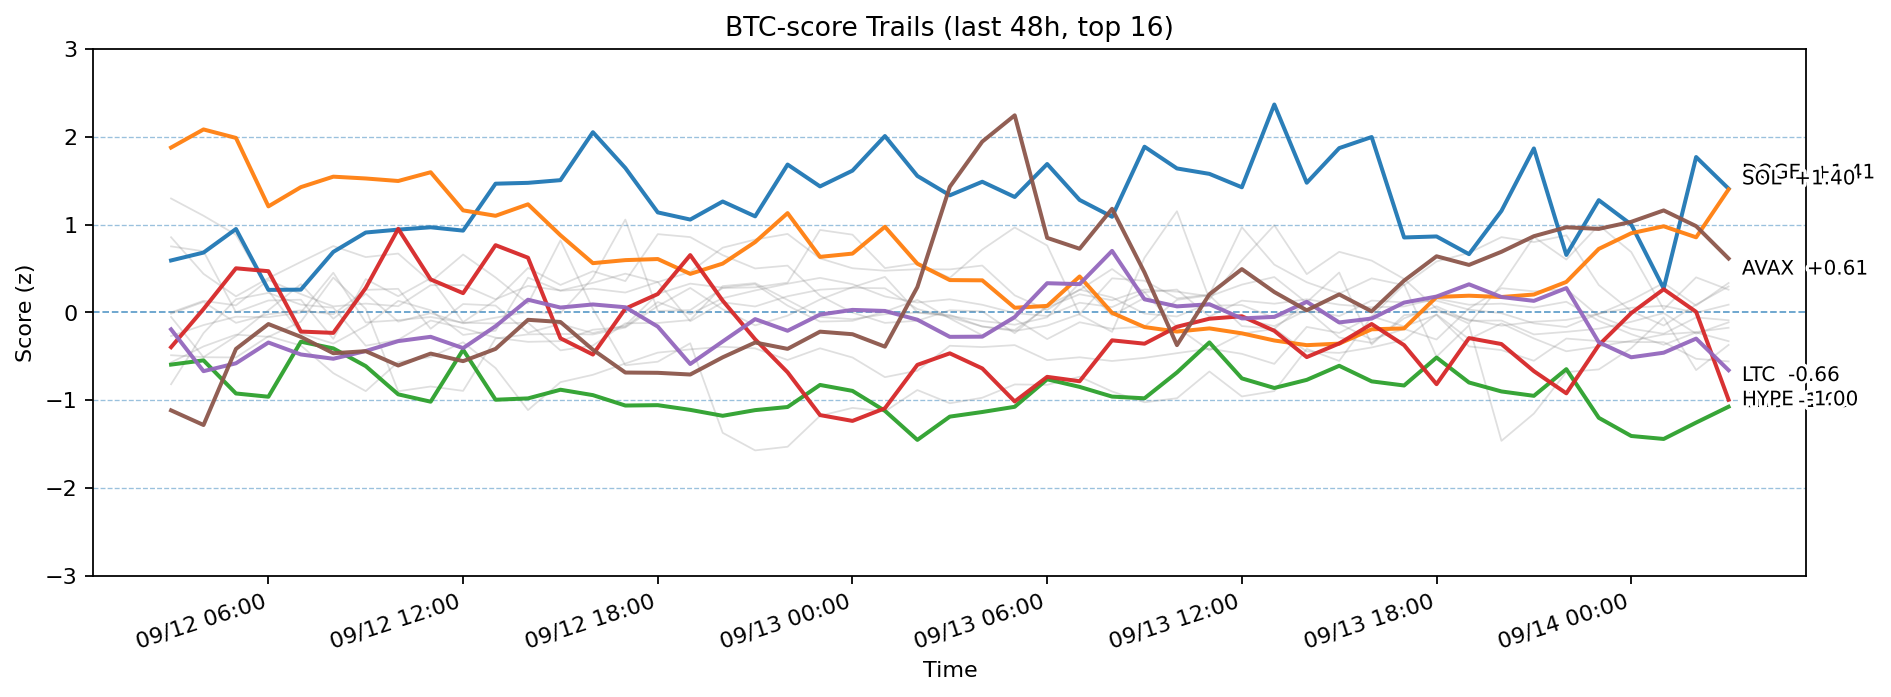 BTC-score Trails (last 48h, top 16)
3
2
1
0
−1
−2
−3
Score (z)
SOL +1.40
AVAX +0.61
LTC -0.66
HYPE -1.00
09/12 06:00
09/12 12:00
09/12 18:00
09/13 00:00
09/13 06:00
09/13 12:00
09/13 18:00
09/14 00:00
Time